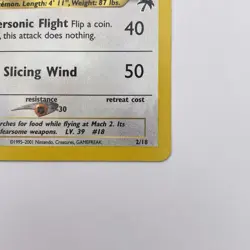 okémon. Length: 4' 11", Weight: 87 lbs.
ersonic Flight Flip a coin. 40
, this attack does nothing.
Slicing Wind 50
resistance retreat cost
-30
rches for food while flying at Mach 2. Its
fearsome weapons. LV. 39 #18
©1995-2001 Nintendo, Creatures, GAMEFREAK. 2/18